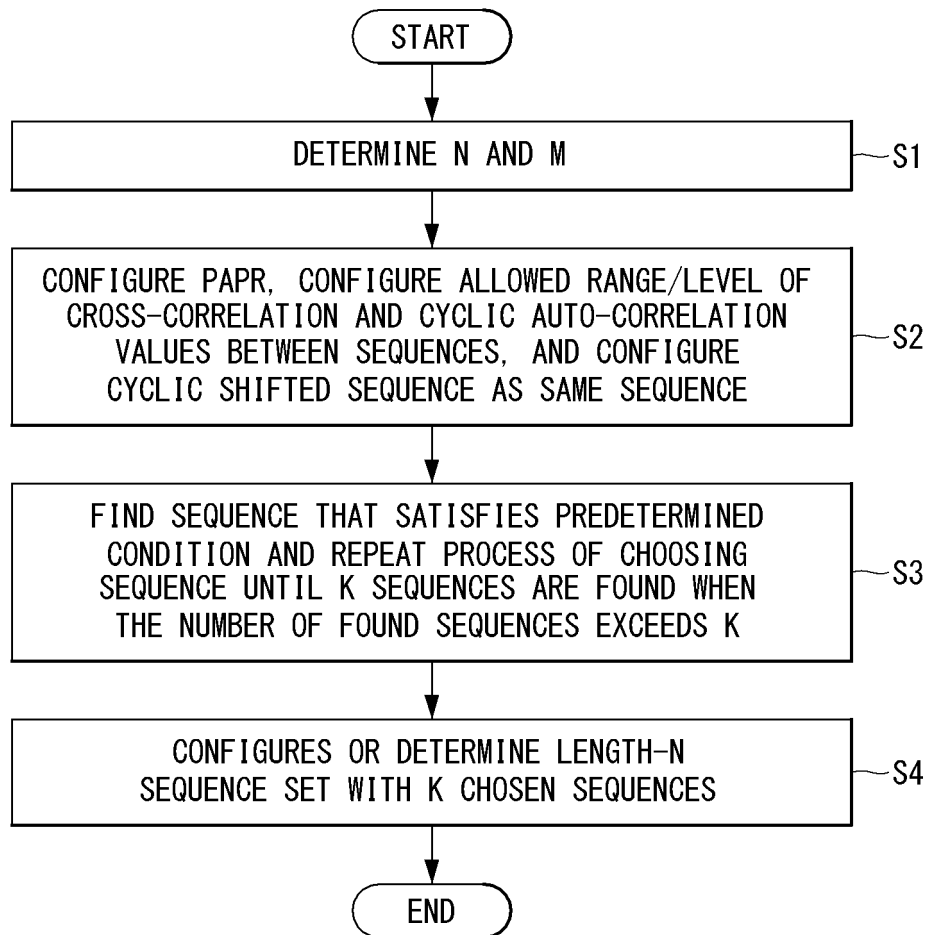 START
DETERMINE N AND M
S1
CONFIGURE PAPR, CONFIGURE ALLOWED RANGE/LEVEL OF
CROSS-CORRELATION AND CYCLIC AUTO-CORRELATION
VALUES BETWEEN SEQUENCES, AND CONFIGURE
CYCLIC SHIFTED SEQUENCE AS SAME SEQUENCE
S2
FIND SEQUENCE THAT SATISFIES PREDETERMINED
CONDITION AND REPEAT PROCESS OF CHOOSING
SEQUENCE UNTIL K SEQUENCES ARE FOUND WHEN
THE NUMBER OF FOUND SEQUENCES EXCEEDS K
S3
CONFIGURES OR DETERMINE LENGTH-N
SEQUENCE SET WITH K CHOSEN SEQUENCES
S4
END